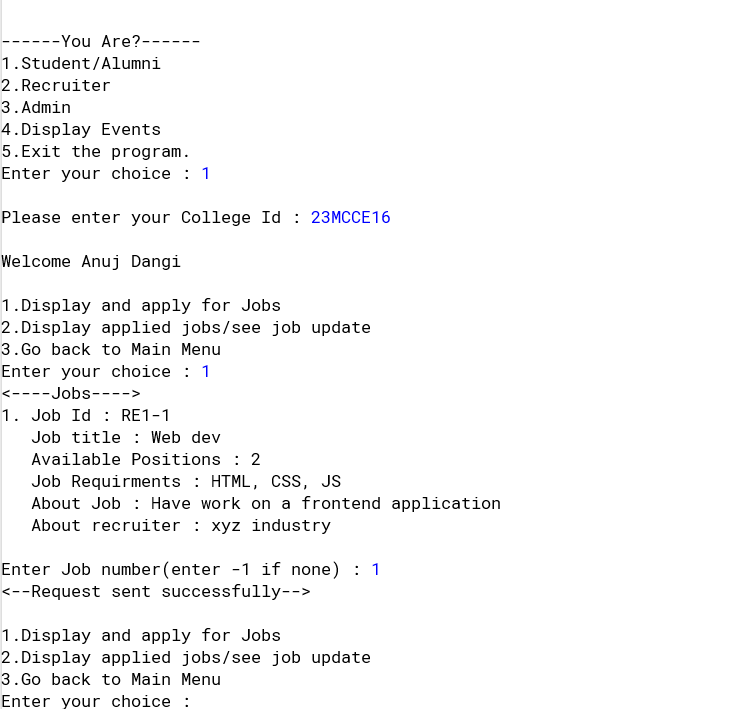 ------You Are?------
1.Student/Alumni
2.Recruiter
3.Admin
4.Display Events
5.Exit the program.
Enter your choice : 1
Please enter your College Id : 23MCCE16
Welcome Anuj Dangi
1.Display and apply for Jobs
2.Display applied jobs/see job update
3.Go back to Main Menu
Enter your choice : 1
<----Jobs---->
1. Job Id : RE1-1
Job title : Web dev
Available Positions : 2
Job Requirments : HTML, CSS, JS
About Job : Have work on a frontend application
About recruiter : xyz industry
Enter Job number(enter -1 if none) : 1
<--Request sent successfully-->
1.Display and apply for Jobs
2.Display applied jobs/see job update
3.Go back to Main Menu
Enter your choice :